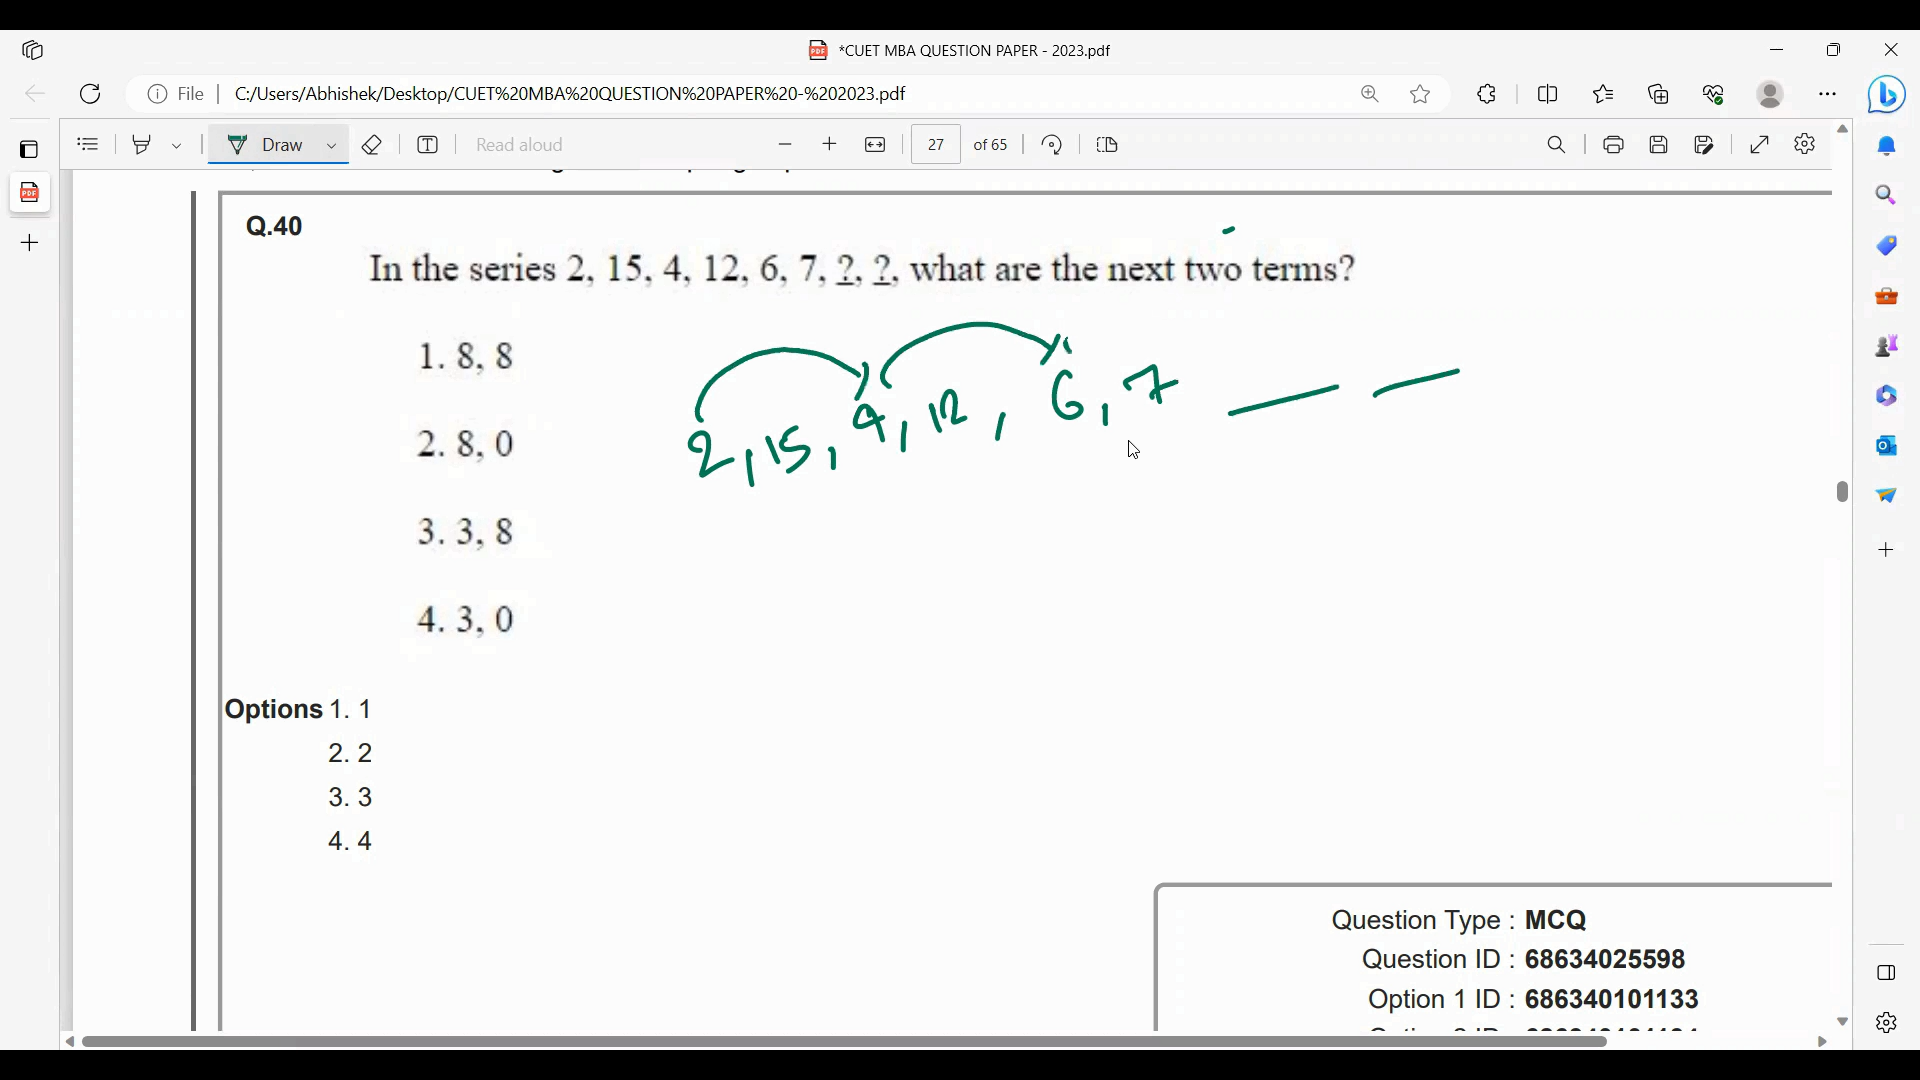 *CUET MBA QUESTION PAPER - 2023.pdf
File C:/Users/Abhishek/Desktop/CUET%20MBA%20QUESTION%20PAPER%20-%202023.pdf
Draw Read aloud 27 of 65
Q.40
In the series 2, 15, 4, 12, 6, 7, ?, ?, what are the next two terms?
1. 8, 8
2. 8, 0
3. 3, 8
4. 3, 0
2, 15, 4, 12, 6, 7
Options 1. 1
2. 2
3. 3
4. 4
Question Type : MCQ
Question ID : 68634025598
Option 1 ID : 686340101133